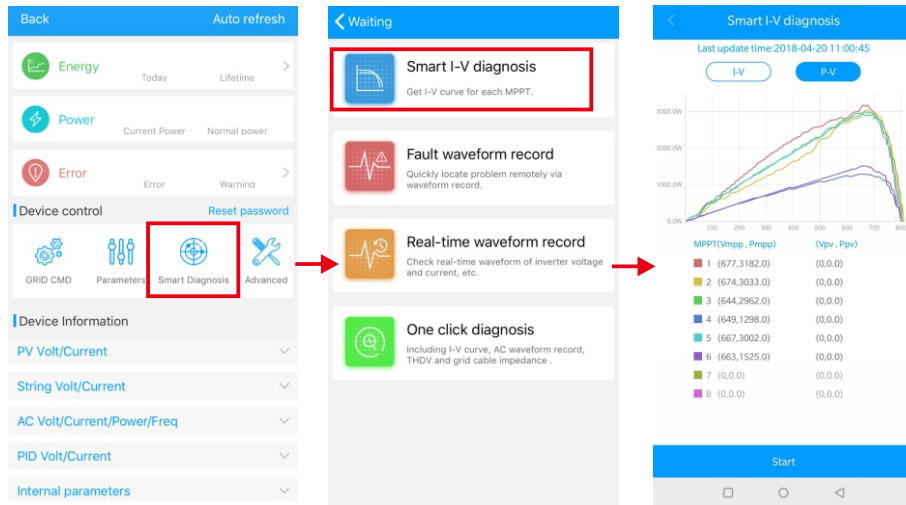 Back
Auto refresh
Energy
Today
Lifetime
Power
Current Power
Normal power
Error
Error
Warning
Device control
Reset password
GRID CMD
Parameters
Smart Diagnosis
Advanced
Device Information
PV Volt/Current
String Volt/Current
AC Volt/Current/Power/Freq
PID Volt/Current
Internal parameters
Waiting
Smart I-V diagnosis
Get I-V curve for each MPPT.
Fault waveform record
Quickly locate problem remotely via
waveform record.
Real-time waveform record
Check real-time waveform of inverter voltage
and current, etc.
One click diagnosis
Including I-V curve, AC waveform record,
THDV and grid cable impedance .
Smart I-V diagnosis
Last update time:2018-04-20 11:00:45
I-V
P-V
3000.0W
2000.0W
1000.0W
0.0W
100 200 300 400 500 600 700 800
MPPT(Vmpp , Pmpp) (Vpv , Ppv)
1 (677,3182.0) (0,0.0)
2 (674,3033.0) (0,0.0)
3 (644,2962.0) (0,0.0)
4 (649,1298.0) (0,0.0)
5 (667,3002.0) (0,0.0)
6 (663,1525.0) (0,0.0)
7 (0,0.0) (0,0.0)
8 (0,0.0) (0,0.0)
Start